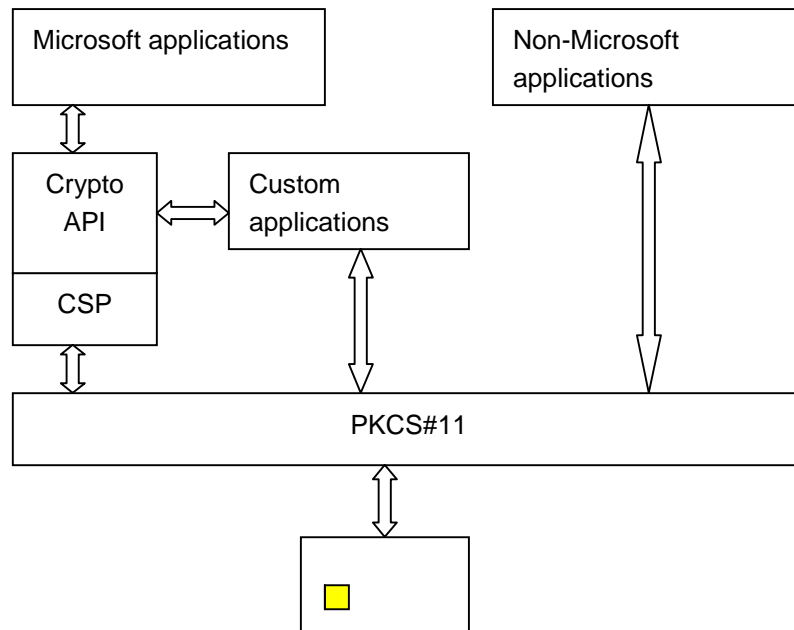 Microsoft applications
Non-Microsoft
applications
Crypto
API
Custom
applications
CSP
PKCS#11